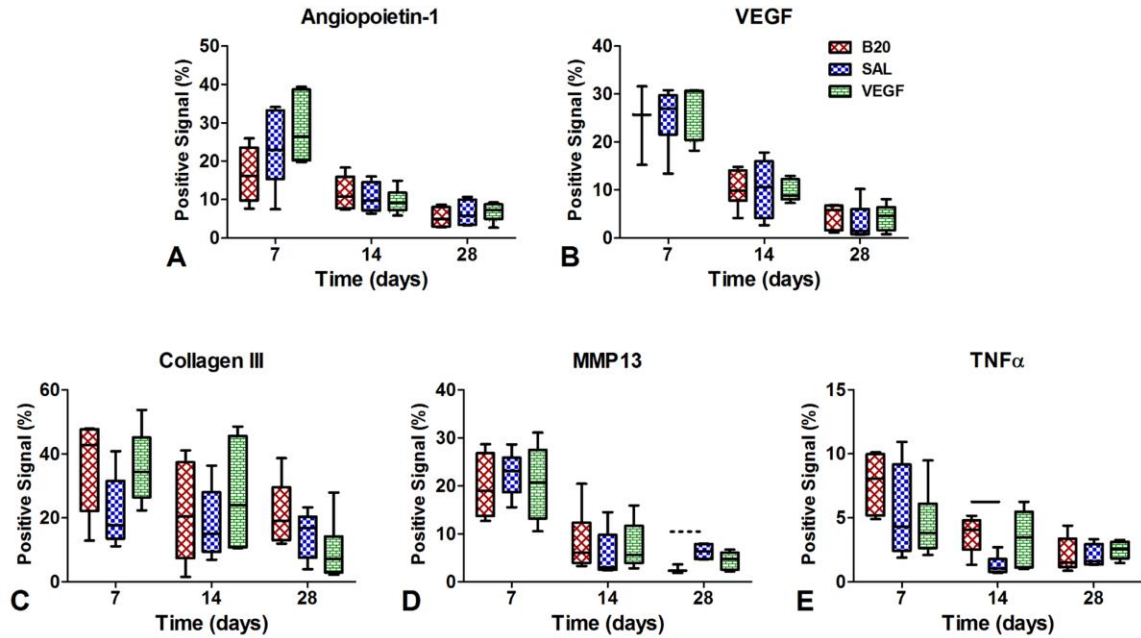 Angiopoietin-1
Positive Signal (%)
50
40
30
20
10
0
7 14 28
Time (days)
A
VEGF
Positive Signal (%)
40
30
20
10
0
7 14 28
Time (days)
B
B20
SAL
VEGF
Collagen III
Positive Signal (%)
60
40
20
0
7 14 28
Time (days)
C
MMP13
Positive Signal (%)
40
30
20
10
0
7 14 28
Time (days)
D
TNFα
Positive Signal (%)
15
10
5
0
7 14 28
Time (days)
E